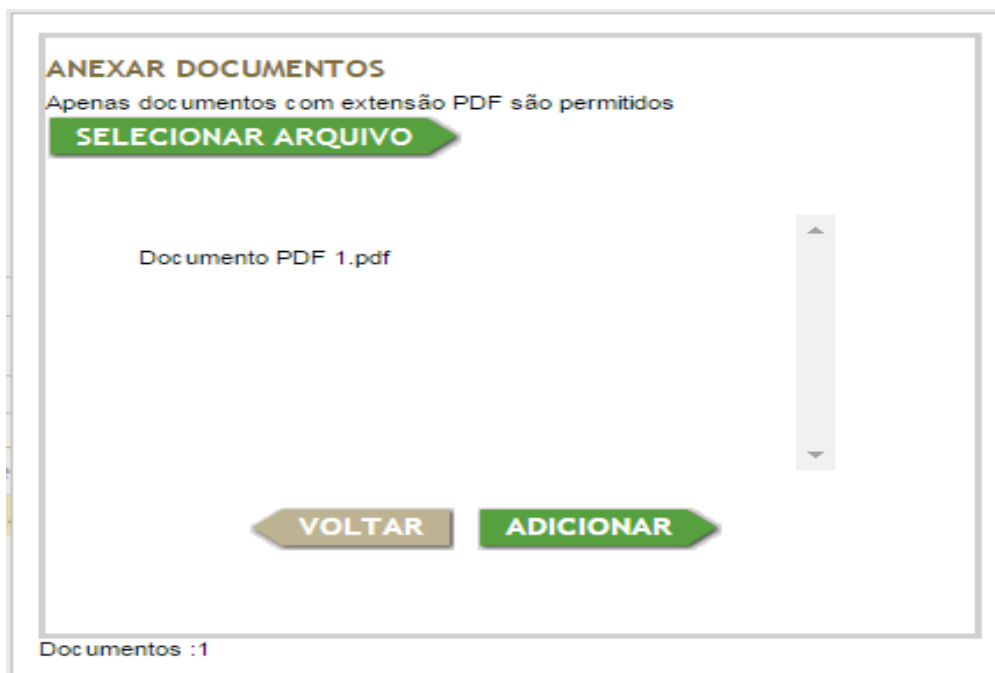 ANEXAR DOCUMENTOS
Apenas documentos com extensão PDF são permitidos
SELECIONAR ARQUIVO
Documento PDF 1.pdf
VOLTAR ADICIONAR
Documentos :1